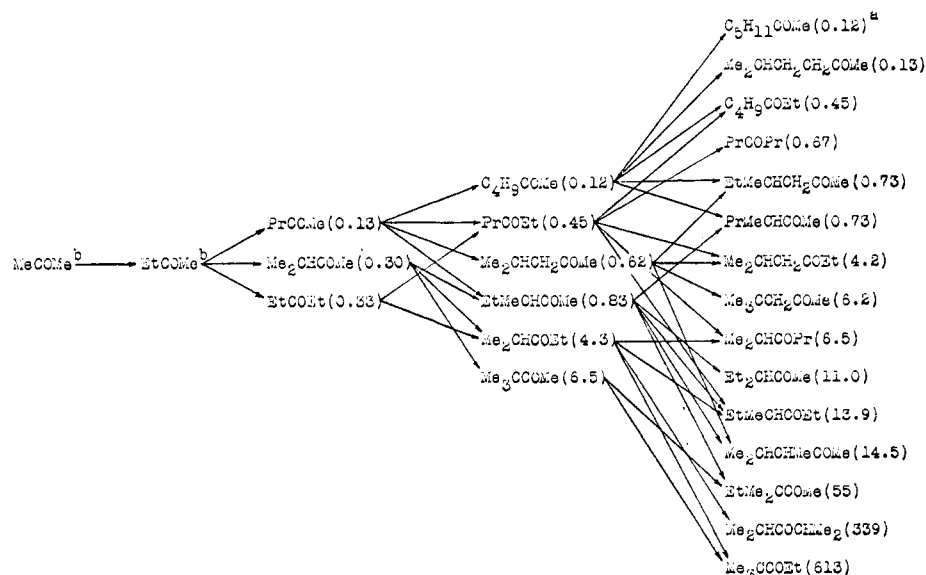 C5H11COMe(0.12)a
Me2CHCH2CH2COMe(0.13)
C4H9COEt(0.45)
PrCOPr(0.67)
C4H9COMe(0.12)
EtMeCHCH2COMe(0.73)
PrCOMe(0.13)
PrCOEt(0.45)
PrMeCHCOMe(0.73)
MeCOMeb
EtCOMeb
Me2CHCOMe(0.30)
Me2CHCH2COMe(0.62)
Me2CHCH2COEt(4.2)
EtCOEt(0.33)
EtMeCHCOMe(0.83)
Me3CCH2COMe(6.2)
Me2CHCOEt(4.3)
Me2CHCOPr(6.5)
Me3CCOMe(6.5)
Et2CHCOMe(11.0)
EtMeCHCOEt(13.9)
Me2CHCHMeCOMe(14.5)
EtMe2CCOMe(55)
Me2CHCOCHMe2(339)
Me3CCOEt(613)